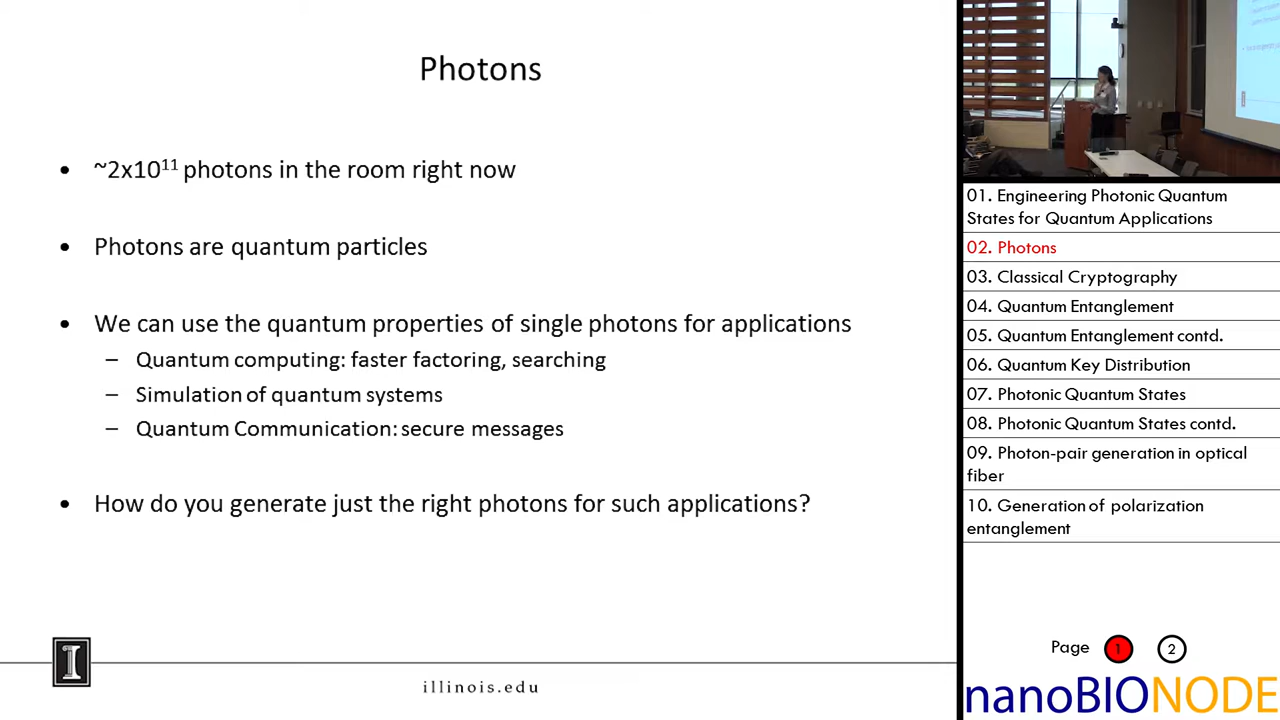 Photons
• ~2x10¹¹ photons in the room right now
• Photons are quantum particles
• We can use the quantum properties of single photons for applications
– Quantum computing: faster factoring, searching
– Simulation of quantum systems
– Quantum Communication: secure messages
• How do you generate just the right photons for such applications?
I
illinois.edu
01. Engineering Photonic Quantum
States for Quantum Applications
02. Photons
03. Classical Cryptography
04. Quantum Entanglement
05. Quantum Entanglement contd.
06. Quantum Key Distribution
07. Photonic Quantum States
08. Photonic Quantum States contd.
09. Photon-pair generation in optical
fiber
10. Generation of polarization
entanglement
Page 1 2
nanoBIONODE